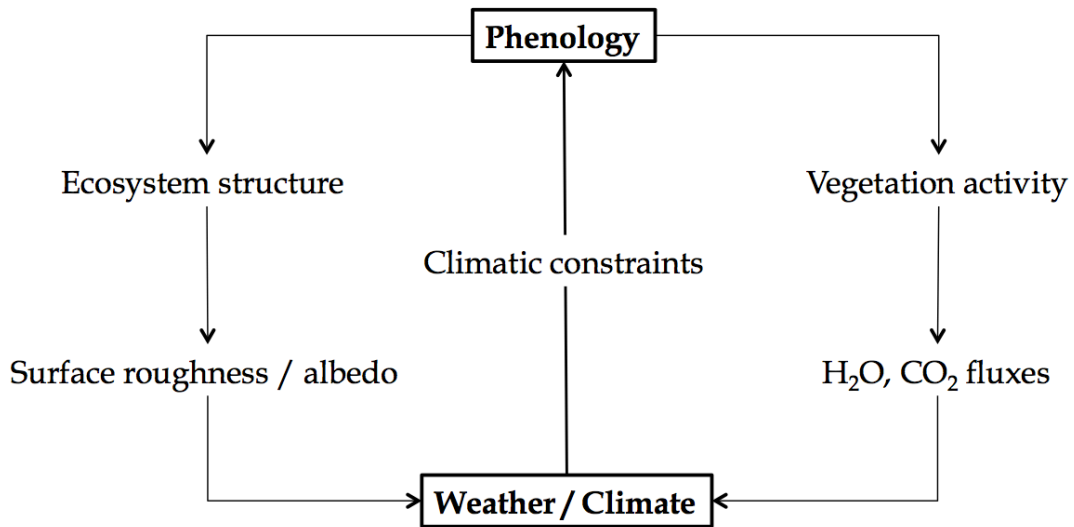 Phenology
Ecosystem structure
Vegetation activity
Climatic constraints
Surface roughness / albedo
H₂O, CO₂ fluxes
Weather / Climate